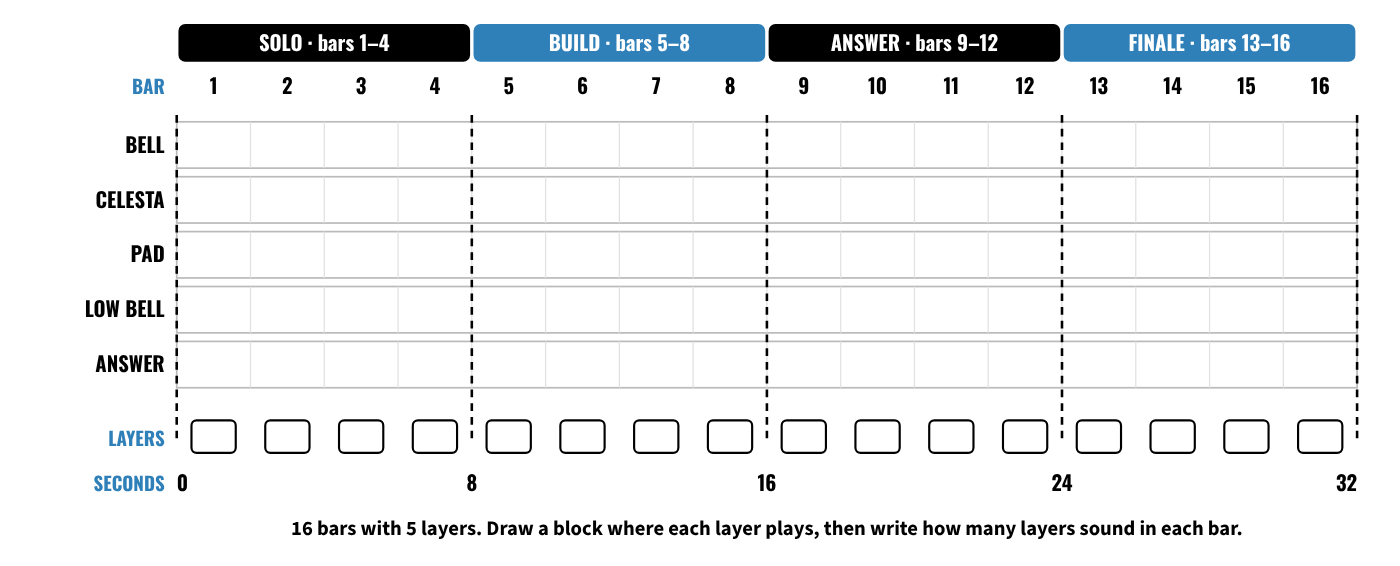 SOLO · bars 1–4 BUILD · bars 5–8 ANSWER · bars 9–12 FINALE · bars 13–16
BAR 1 2 3 4 5 6 7 8 9 10 11 12 13 14 15 16
BELL
CELESTA
PAD
LOW BELL
ANSWER
LAYERS
SECONDS 0 8 16 24 32
16 bars with 5 layers. Draw a block where each layer plays, then write how many layers sound in each bar.